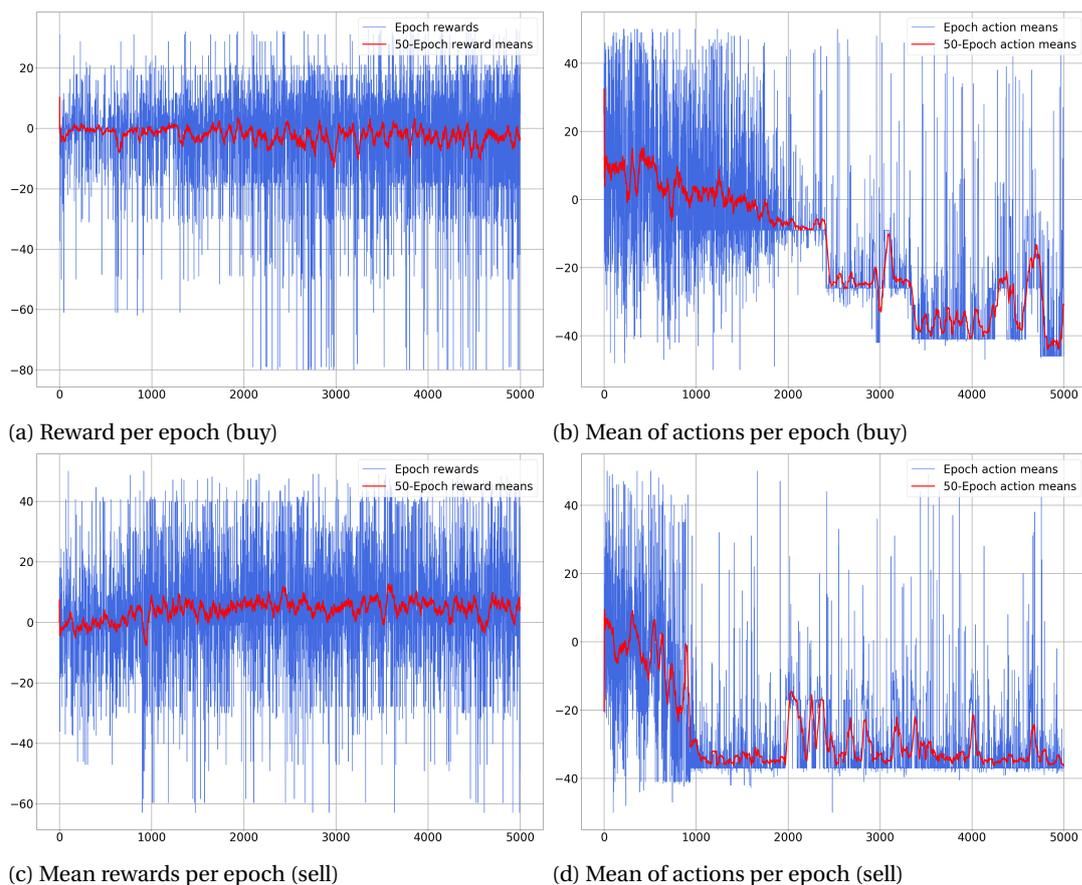 Epoch rewards
50-Epoch reward means
20
0
−20
−40
−60
−80
0 1000 2000 3000 4000 5000
(a) Reward per epoch (buy)
Epoch action means
50-Epoch action means
40
20
0
−20
−40
0 1000 2000 3000 4000 5000
(b) Mean of actions per epoch (buy)
Epoch rewards
50-Epoch reward means
40
20
0
−20
−40
−60
0 1000 2000 3000 4000 5000
(c) Mean rewards per epoch (sell)
Epoch action means
50-Epoch action means
40
20
0
−20
−40
0 1000 2000 3000 4000 5000
(d) Mean of actions per epoch (sell)